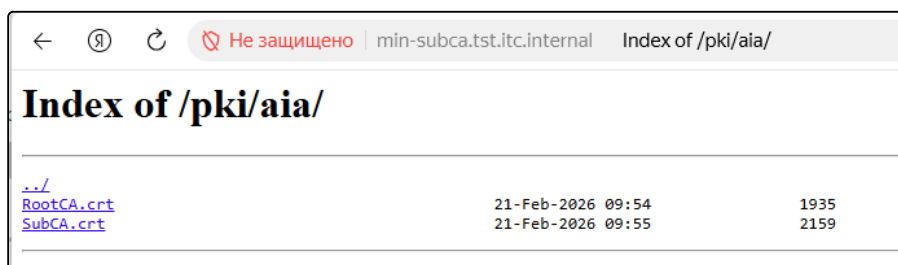 Не защищено min-subca.tst.itc.internal Index of /pki/aia/
Index of /pki/aia/
../
RootCA.crt 21-Feb-2026 09:54 1935
SubCA.crt 21-Feb-2026 09:55 2159